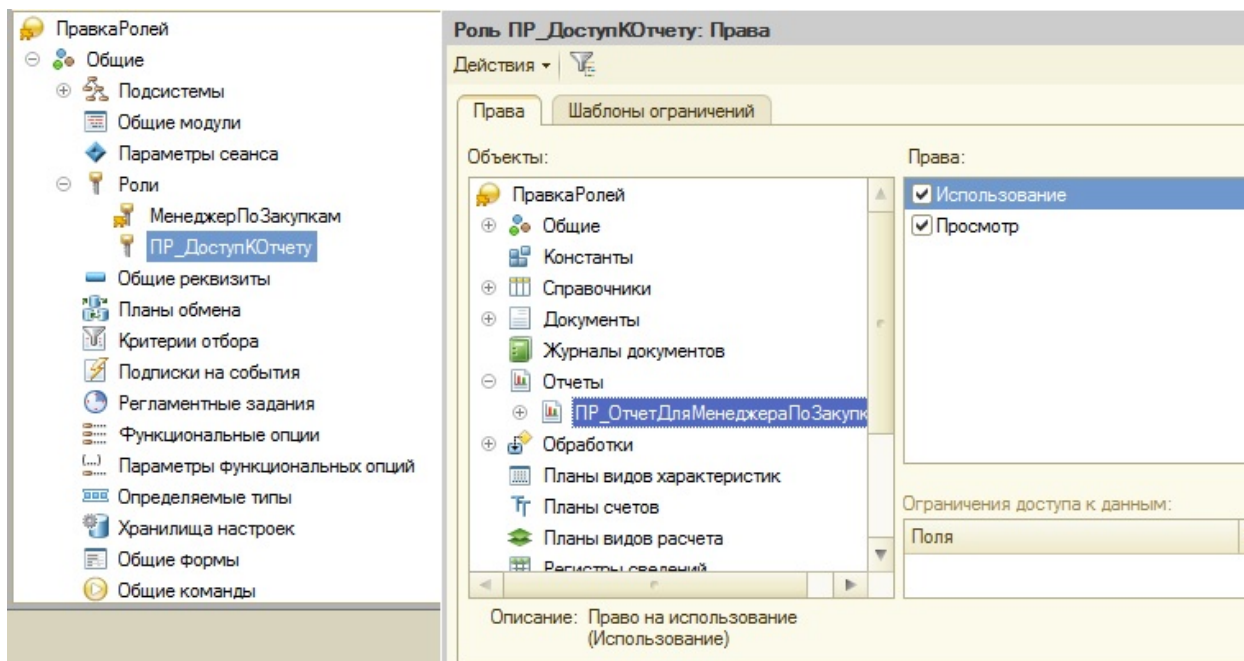 ПравкаРолей
Общие
Подсистемы
Общие модули
Параметры сеанса
Роли
МенеджерПоЗакупкам
ПР_ДоступКОтчету
Общие реквизиты
Планы обмена
Критерии отбора
Подписки на события
Регламентные задания
Функциональные опции
Параметры функциональных опций
Определяемые типы
Хранилища настроек
Общие формы
Общие команды
Роль ПР_ДоступКОтчету: Права
Действия
Права Шаблоны ограничений
Объекты:
ПравкаРолей
Общие
Константы
Справочники
Документы
Журналы документов
Отчеты
ПР_ОтчетДляМенеджераПоЗакупк
Обработки
Планы видов характеристик
Планы счетов
Планы видов расчета
Регистры сведений
Описание: Право на использование
(Использование)
Права:
Использование
Просмотр
Ограничения доступа к данным:
Поля